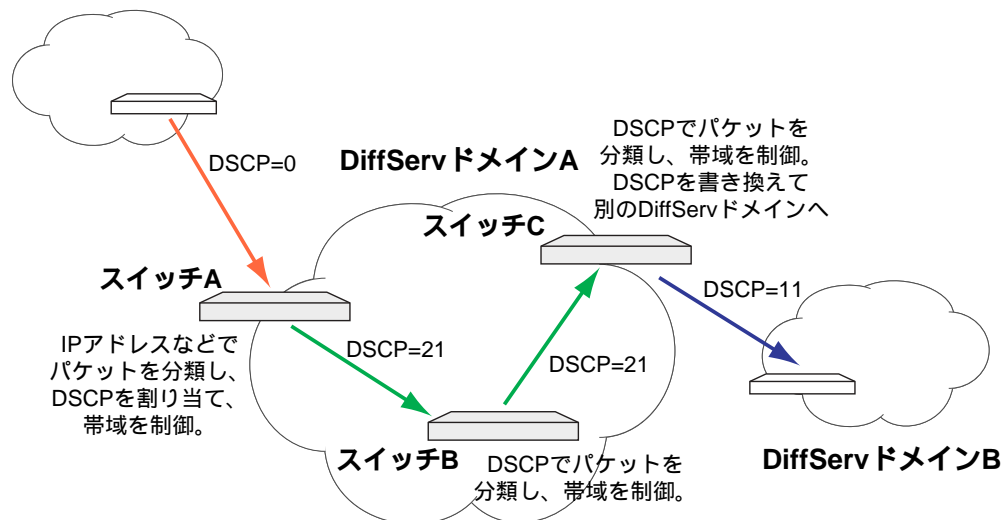 DSCP=0
DiffServドメインA
DSCPでパケットを
分類し、帯域を制御。
DSCPを書き換えて
別のDiffServドメインへ
スイッチC
スイッチA
DSCP=11
IPアドレスなどで
パケットを分類し、
DSCPを割り当て、
帯域を制御。
DSCP=21
DSCP=21
スイッチB
DSCPでパケットを
分類し、帯域を制御。
DiffServドメインB